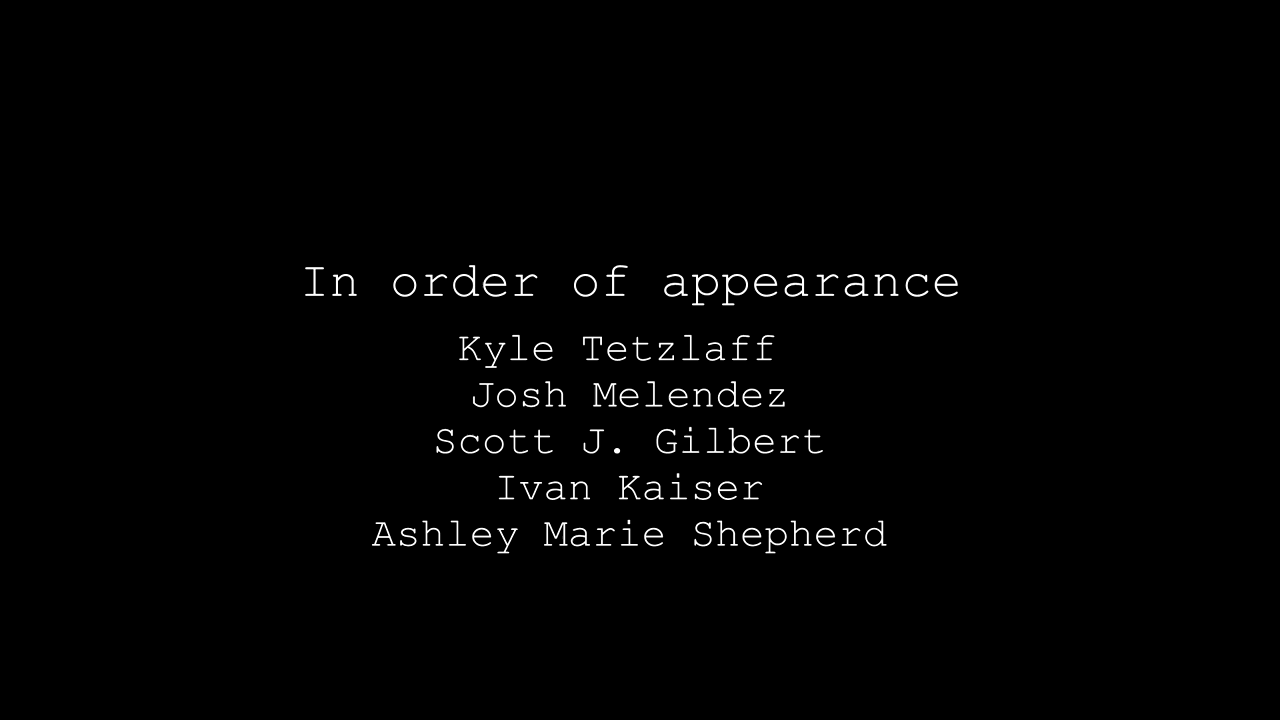 In order of appearance
Kyle Tetzlaff
Josh Melendez
Scott J. Gilbert
Ivan Kaiser
Ashley Marie Shepherd